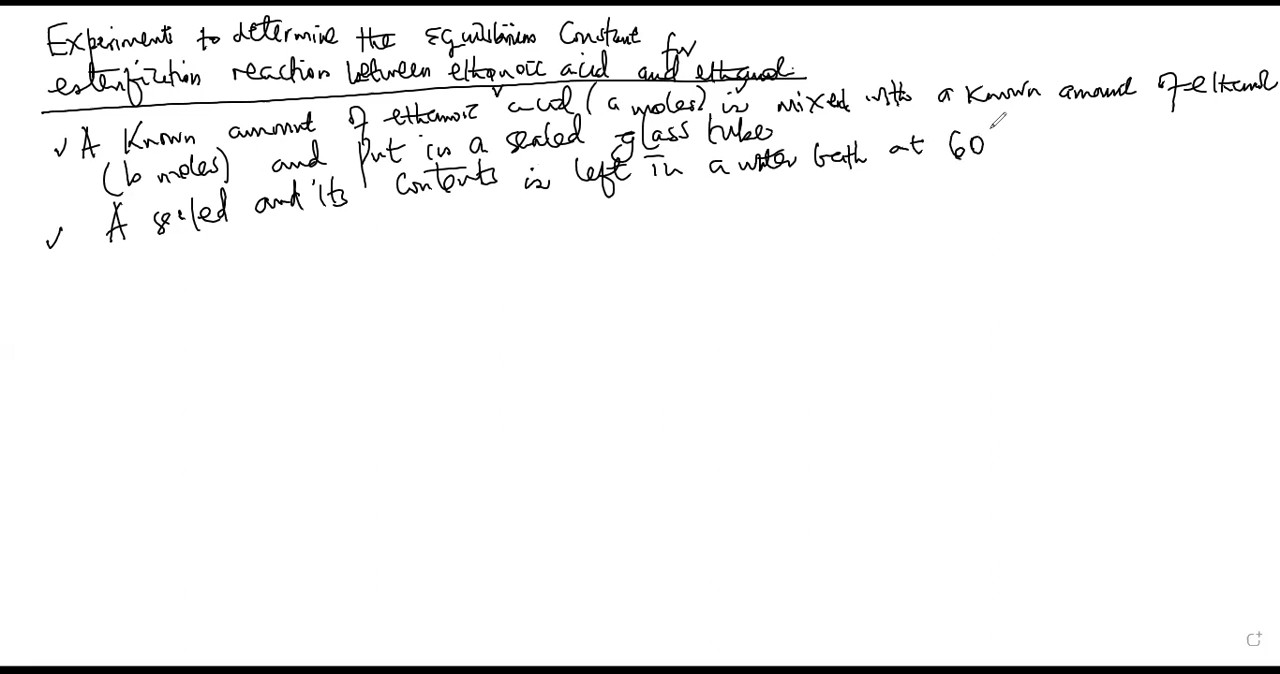 Experiments to determine the Equilibrium Constant for
esterification reaction between ethanoic acid and ethanol.
✓ A known amount of ethanoic acid (a moles) is mixed with a known amount of ethanol
(b moles) and put in a sealed glass tube
✓ A sealed and its contents is left in a water bath at 60